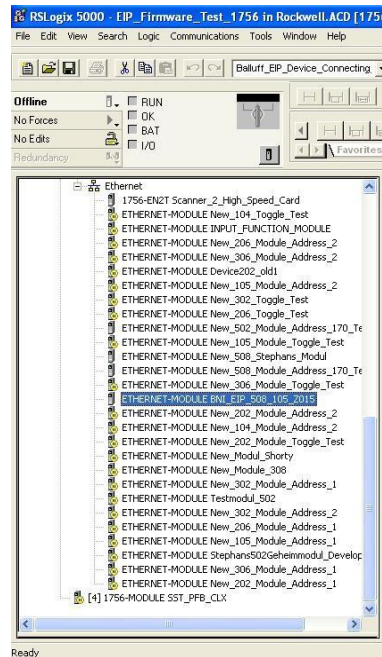 RSLogix 5000 - EIP_Firmware_Test_1756 in Rockwell.ACD [175
File Edit View Search Logic Communications Tools Window Help
Balluff_EIP_Device_Connecting
Offline
RUN
No Forces
OK
No Edits
BAT
Redundancy
I/O
Favorites
Ethernet
1756-EN2T Scanner_2_High_Speed_Card
ETHERNET-MODULE New_104_Toggle_Test
ETHERNET-MODULE INPUT_FUNCTION_MODULE
ETHERNET-MODULE New_206_Module_Address_2
ETHERNET-MODULE New_306_Module_Address_2
ETHERNET-MODULE Device202_old1
ETHERNET-MODULE New_105_Module_Address_2
ETHERNET-MODULE New_302_Toggle_Test
ETHERNET-MODULE New_206_Toggle_Test
ETHERNET-MODULE New_502_Module_Address_170_Te
ETHERNET-MODULE New_105_Module_Toggle_Test
ETHERNET-MODULE New_508_Stephans_Modul
ETHERNET-MODULE New_508_Module_Address_170_Te
ETHERNET-MODULE New_306_Module_Toggle_Test
ETHERNET-MODULE BNI_EIP_508_105_Z015
ETHERNET-MODULE New_202_Module_Address_2
ETHERNET-MODULE New_104_Module_Address_2
ETHERNET-MODULE New_202_Module_Toggle_Test
ETHERNET-MODULE New_Modul_Shorty
ETHERNET-MODULE New_Module_308
ETHERNET-MODULE New_302_Module_Address_1
ETHERNET-MODULE Testmodul_502
ETHERNET-MODULE New_302_Module_Address_2
ETHERNET-MODULE New_206_Module_Address_1
ETHERNET-MODULE New_105_Module_Address_1
ETHERNET-MODULE Stephans502Geheimmodul_Develop
ETHERNET-MODULE New_306_Module_Address_1
ETHERNET-MODULE New_202_Module_Address_1
[4] 1756-MODULE SST_PFB_CLX
Ready